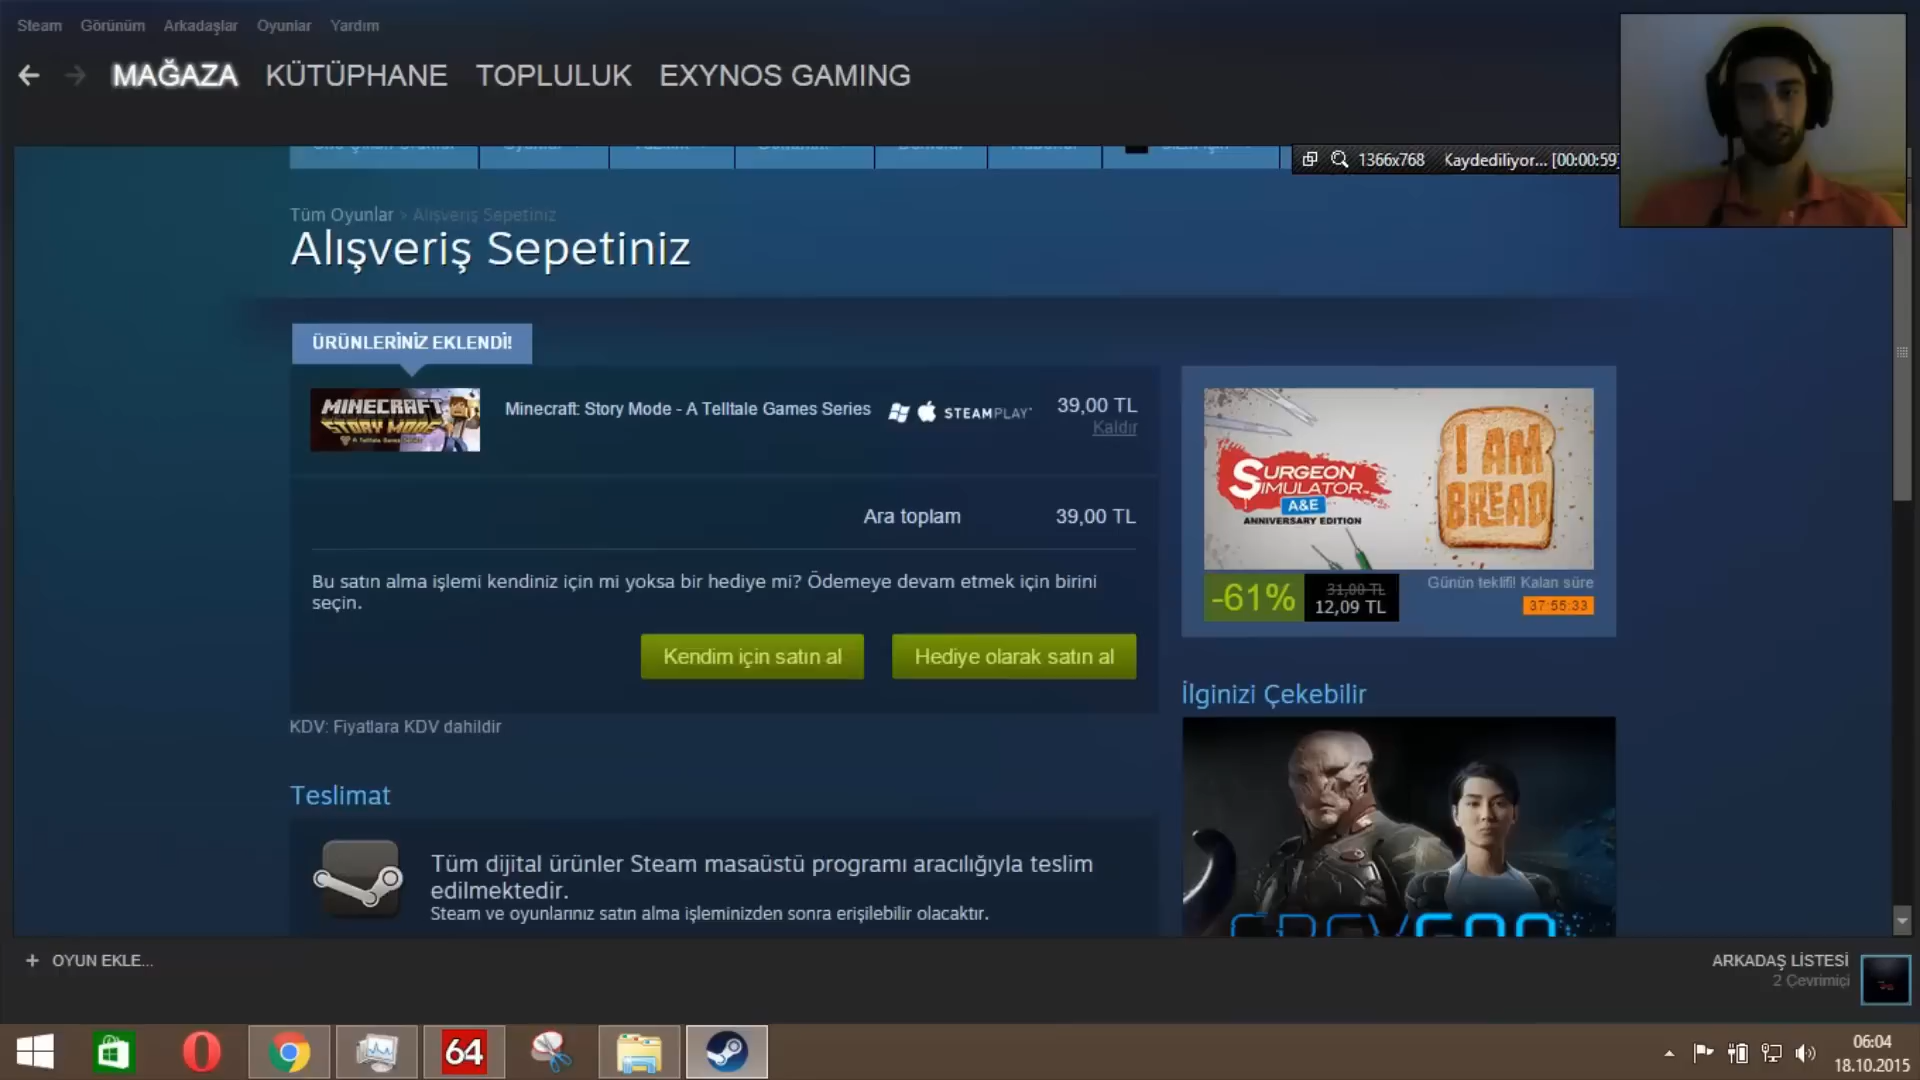 Steam Görünüm Arkadaşlar Oyunlar Yardım
MAĞAZA KÜTÜPHANE TOPLULUK EXYNOS GAMING
1366x768 Kaydediliyor... [00:00:59]
Tüm Oyunlar > Alışveriş Sepetiniz
Alışveriş Sepetiniz
ÜRÜNLERİNİZ EKLENDİ!
MINECRAFT
STORY MODE
A Telltale Games Series
Minecraft: Story Mode - A Telltale Games Series
STEAMPLAY
39,00 TL
Kaldır
Ara toplam 39,00 TL
Bu satın alma işlemi kendiniz için mi yoksa bir hediye mi? Ödemeye devam etmek için birini
seçin.
Kendim için satın al
Hediye olarak satın al
KDV: Fiyatlara KDV dahildir
Teslimat
Tüm dijital ürünler Steam masaüstü programı aracılığıyla teslim
edilmektedir.
Steam ve oyunlarınız satın alma işleminizden sonra erişilebilir olacaktır.
SURGEON
SIMULATOR
A&E
ANNIVERSARY EDITION
I AM
BREAD
-61%
31,00 TL
12,09 TL
Günün teklifi! Kalan süre
37:55:33
İlginizi Çekebilir
GREY GOO
+ OYUN EKLE...
ARKADAŞ LİSTESİ
2 Çevrimiçi
64
06:04
18.10.2015